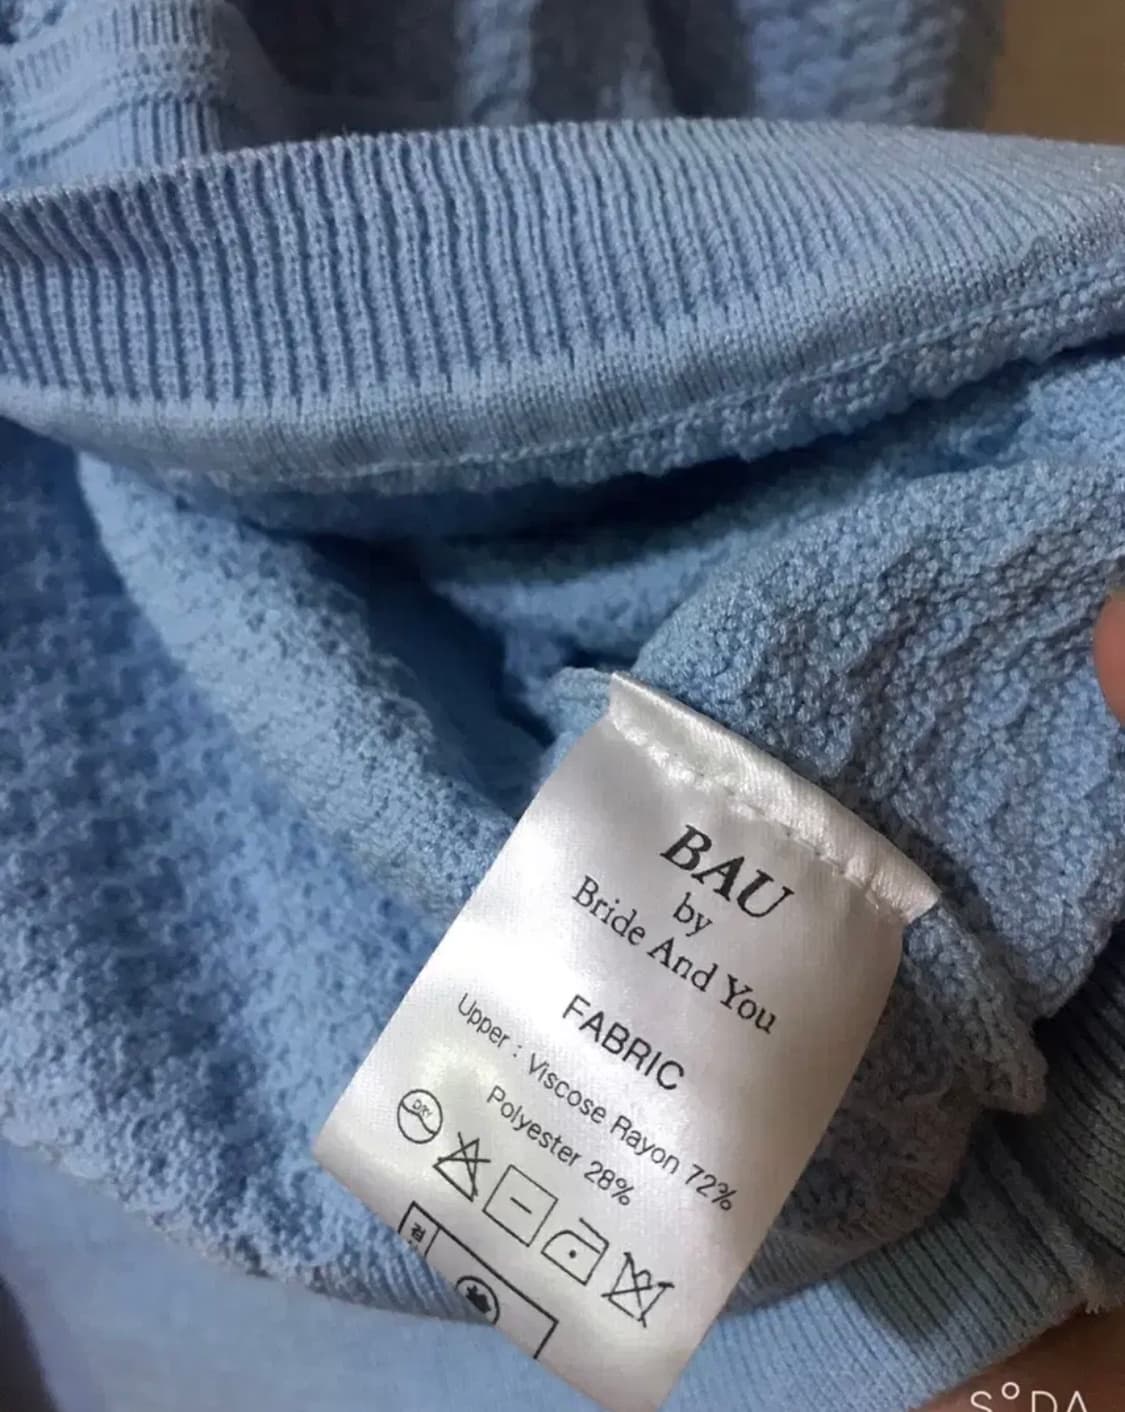 BAU
by
Bride And You
FABRIC
Upper : Viscose Rayon 72%
Polyester 28%
DRY
S°DA